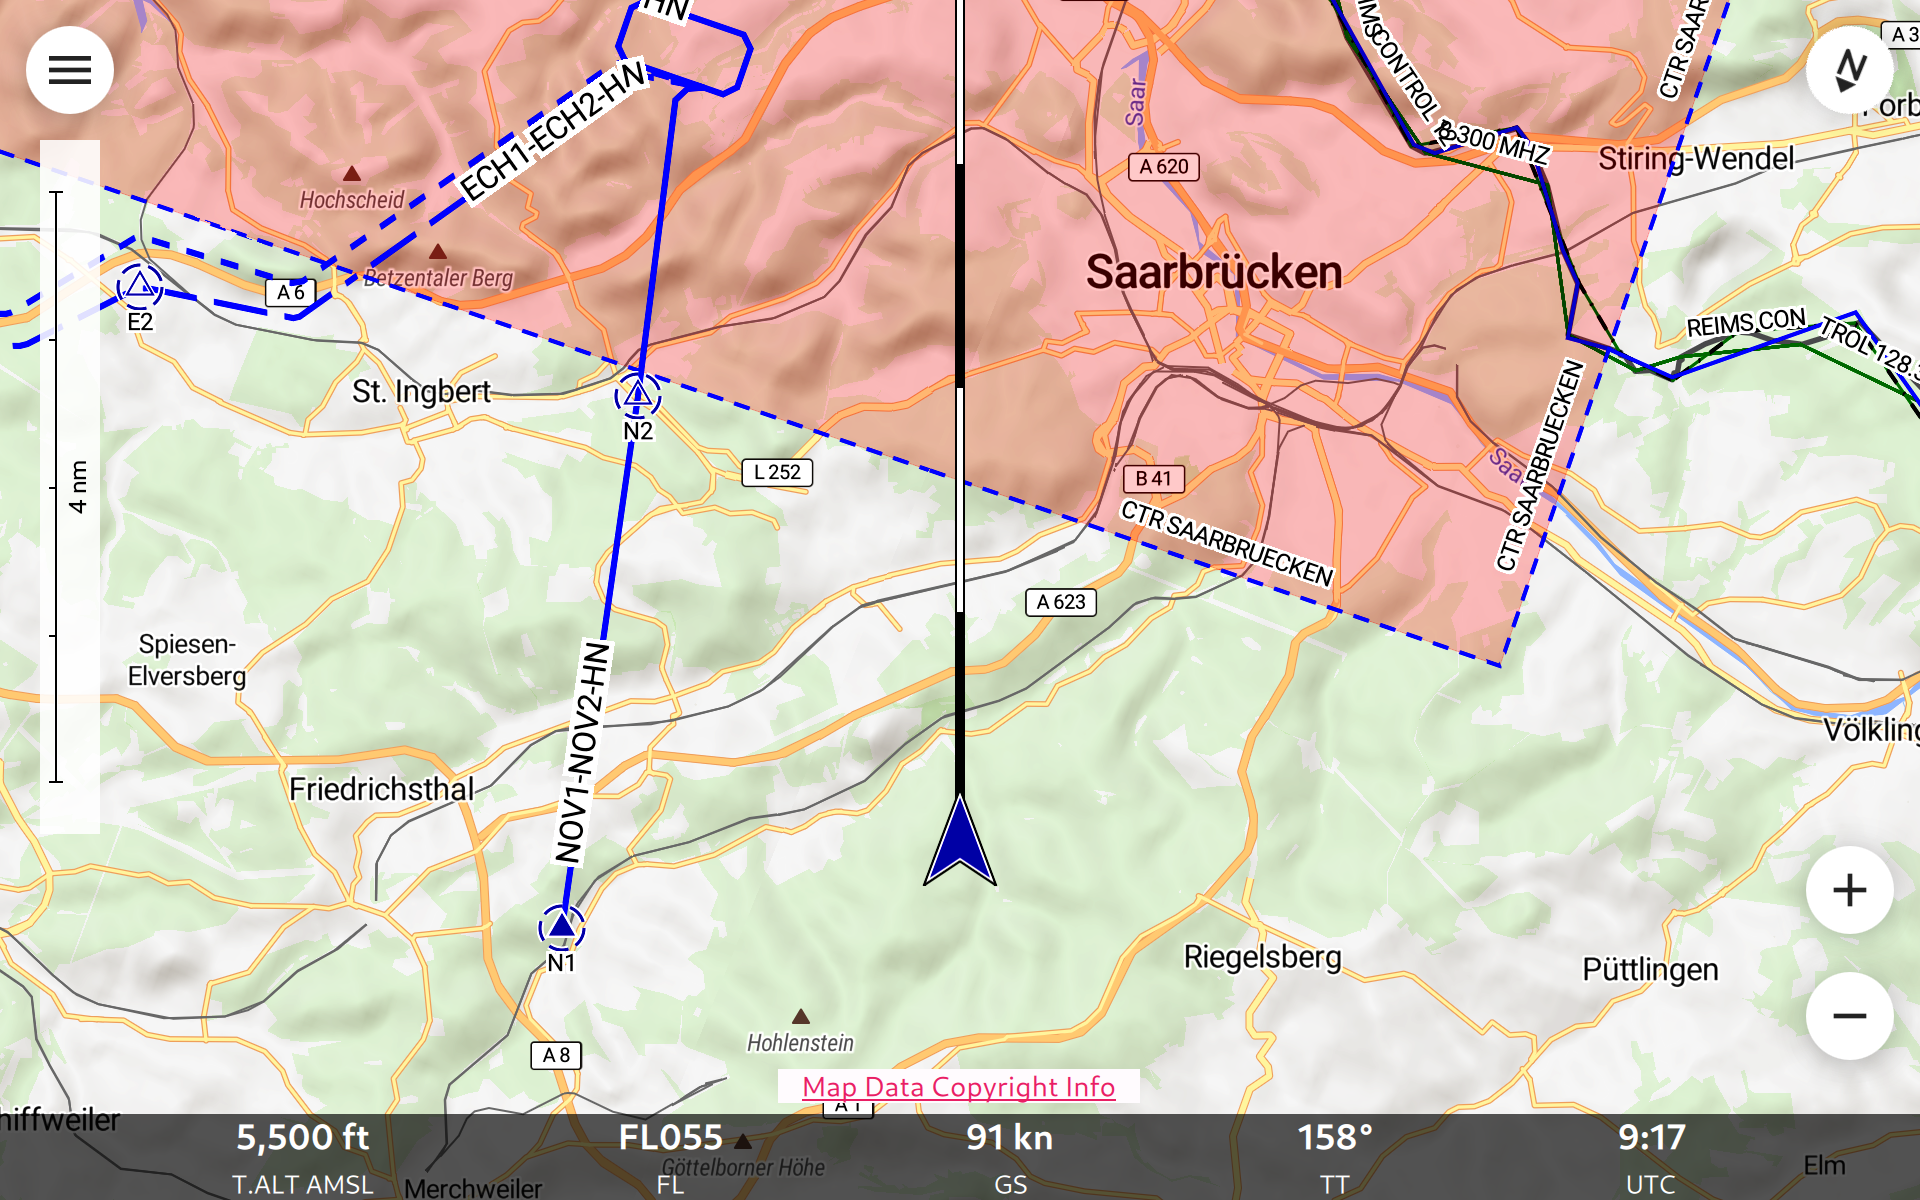 HN
ECH1-ECH2-HN
Hochscheid
Betzentaler Berg
A 6
E2
St. Ingbert
N2
L 252
4 nm
Spiesen-
Elversberg
NOV1-NOV2-HN
Friedrichsthal
N1
A 8
Hohlenstein
Saar
A 620
CONTROL
300 MHZ
CTR SAAR
A 3
Stiring-Wendel
Saarbrücken
REIMS CON
TROL 128.3
B 41
Saa
CTR SAARBRUECKEN
CTR SAARBRUECKEN
A 623
Völkling
Riegelsberg
Püttlingen
Map Data Copyright Info
A 1
hiffweiler
5,500 ft
T.ALT AMSL
FL055
FL
91 kn
GS
158°
TT
9:17
UTC
Göttelborner Höhe
Merchweiler
Elm
N